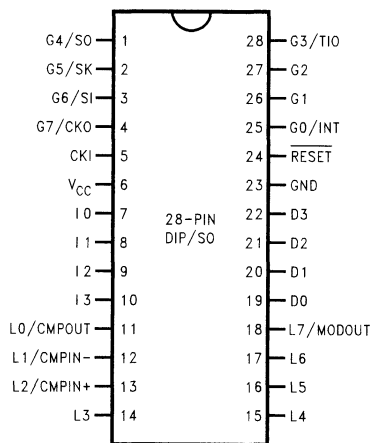 G4/SO 1 28 G3/TIO
G5/SK 2 27 G2
G6/SI 3 26 G1
G7/CKO 4 25 G0/INT
CKI 5 24 RESET
VCC 6 23 GND
I0 7 22 D3
28-PIN
I1 8 21 D2
DIP/SO
I2 9 20 D1
I3 10 19 D0
L0/CMPOUT 11 18 L7/MODOUT
L1/CMPIN- 12 17 L6
L2/CMPIN+ 13 16 L5
L3 14 15 L4